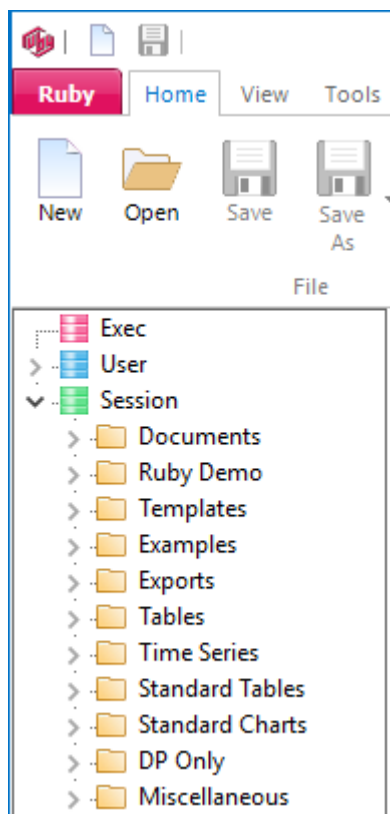 Ruby
Ruby Home View Tools
New Open Save Save
As
File
Exec
User
Session
Documents
Ruby Demo
Templates
Examples
Exports
Tables
Time Series
Standard Tables
Standard Charts
DP Only
Miscellaneous